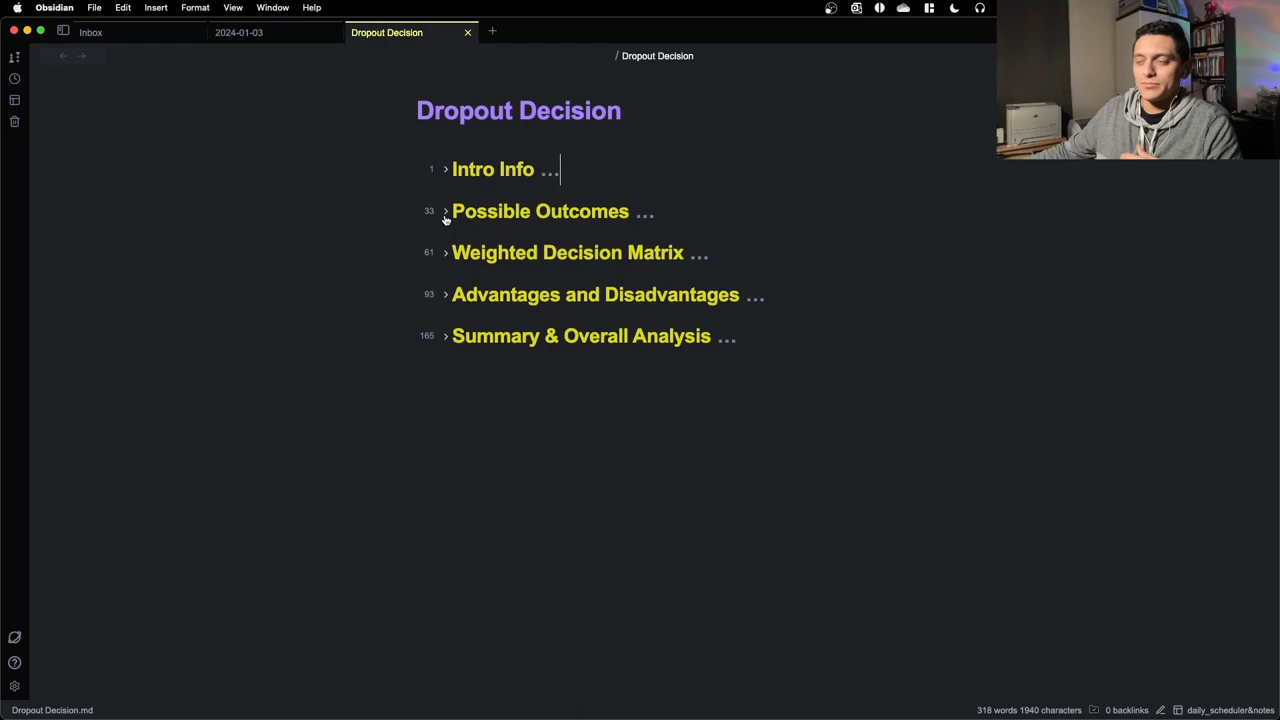 Obsidian File Edit Insert Format View Window Help
Inbox 2024-01-03 Dropout Decision
/ Dropout Decision
Dropout Decision
1 Intro Info ...
33 Possible Outcomes ...
61 Weighted Decision Matrix ...
93 Advantages and Disadvantages ...
165 Summary & Overall Analysis ...
Dropout Decision.md 318 words 1940 characters 0 backlinks daily_scheduler&notes